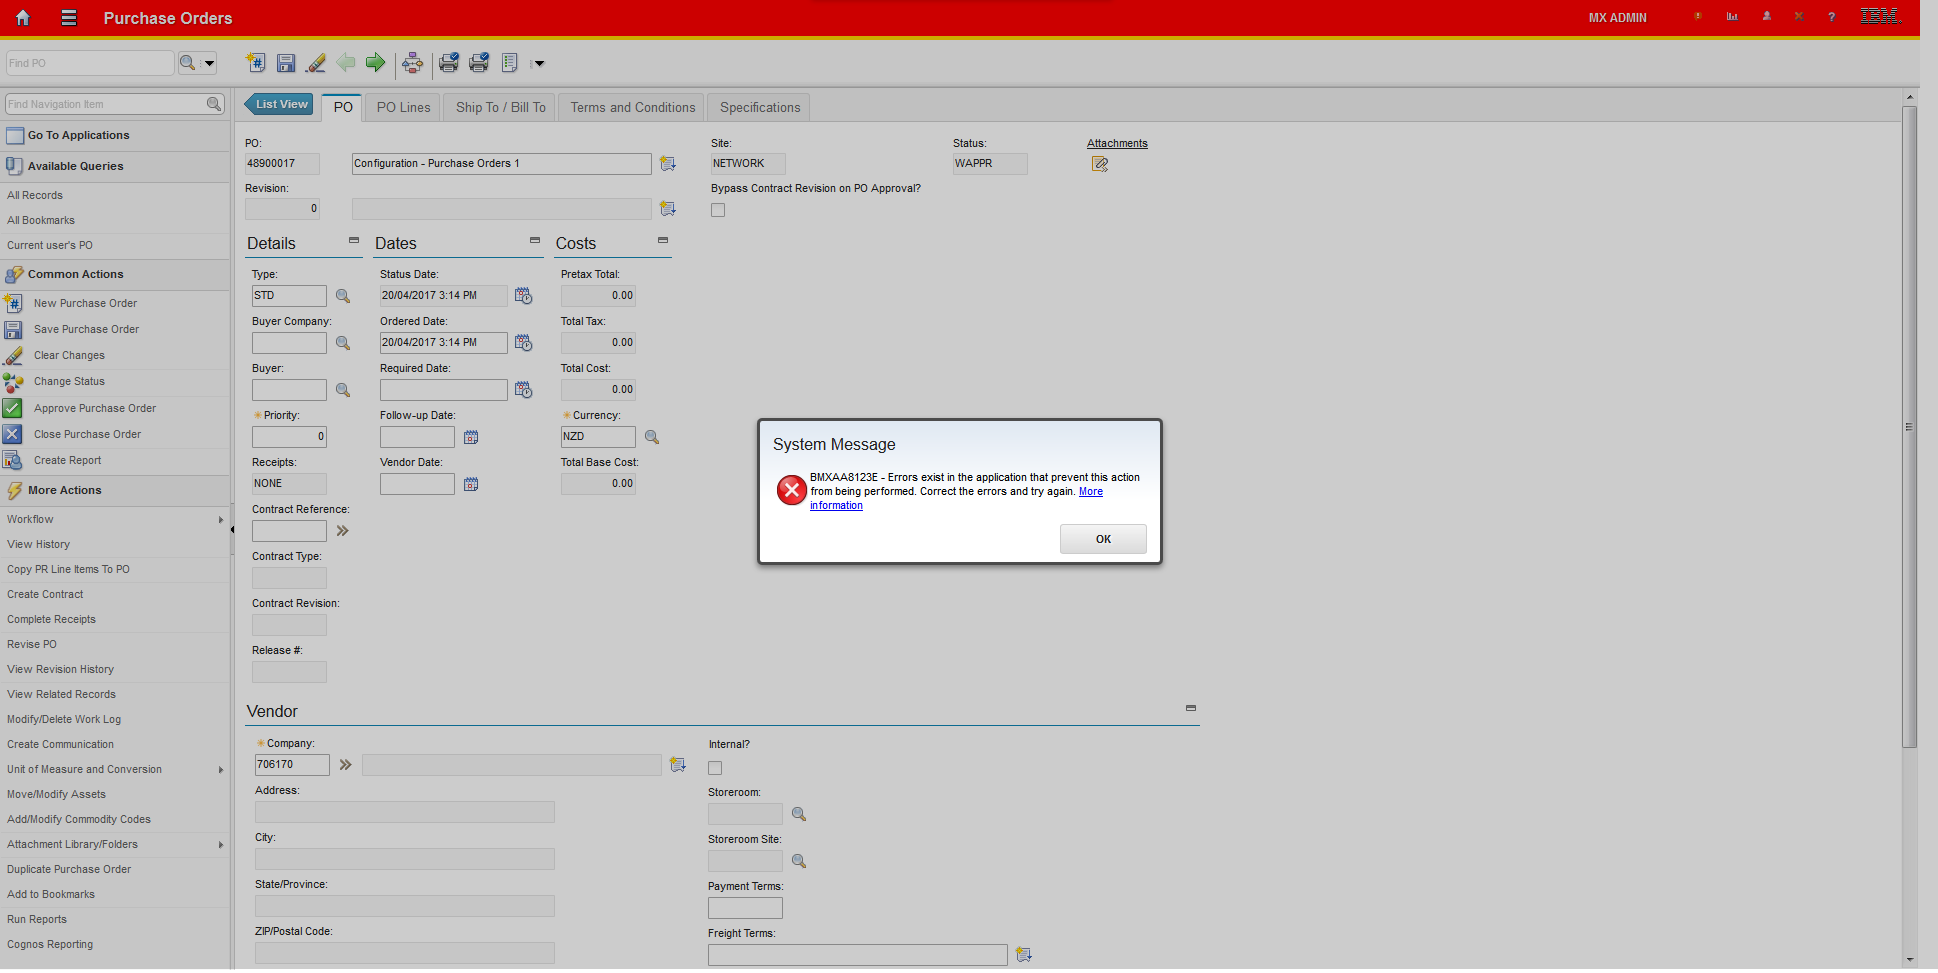 Purchase Orders
MX ADMIN
?
IBM.
Find PO
Find Navigation Item
Go To Applications
Available Queries
All Records
All Bookmarks
Current user's PO
Common Actions
New Purchase Order
Save Purchase Order
Clear Changes
Change Status
Approve Purchase Order
Close Purchase Order
Create Report
More Actions
Workflow
View History
Copy PR Line Items To PO
Create Contract
Complete Receipts
Revise PO
View Revision History
View Related Records
Modify/Delete Work Log
Create Communication
Unit of Measure and Conversion
Move/Modify Assets
Add/Modify Commodity Codes
Attachment Library/Folders
Duplicate Purchase Order
Add to Bookmarks
Run Reports
Cognos Reporting
List View PO PO Lines Ship To / Bill To Terms and Conditions Specifications
PO: Site: Status: Attachments
48900017 Configuration - Purchase Orders 1 NETWORK WAPPR
Revision: Bypass Contract Revision on PO Approval?
0
Details Dates Costs
Type: Status Date: Pretax Total:
STD 20/04/2017 3:14 PM 0.00
Buyer Company: Ordered Date: Total Tax:
20/04/2017 3:14 PM 0.00
Buyer: Required Date: Total Cost:
0.00
Priority: Follow-up Date: Currency:
0 NZD
Receipts: Vendor Date: Total Base Cost:
NONE 0.00
Contract Reference:
Contract Type:
Contract Revision:
Release #:
System Message
BMXAA8123E - Errors exist in the application that prevent this action
from being performed. Correct the errors and try again. More
information
OK
Vendor
Company: Internal?
706170
Address: Storeroom:
City: Storeroom Site:
State/Province: Payment Terms:
ZIP/Postal Code: Freight Terms: